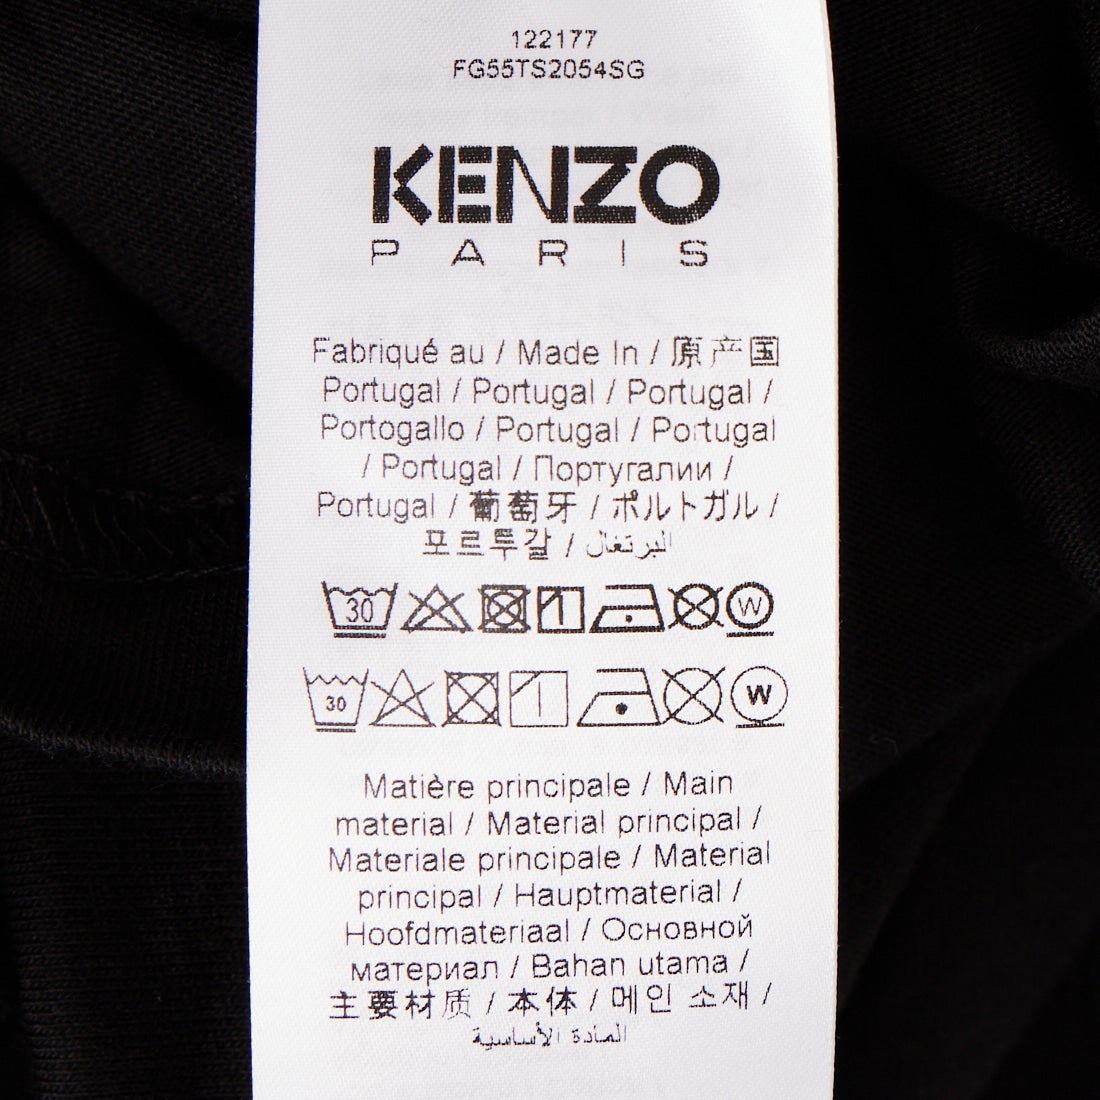 122177
FG55TS2054SG
KENZO
PARIS
Fabriqué au / Made In / 原产国
Portugal / Portugal / Portugal /
Portogallo / Portugal / Portugal
/ Portugal / Португалии /
Portugal / 葡萄牙 / ポルトガル /
포르투갈 / البرتغال
30 W
30 W
Matière principale / Main
material / Material principal /
Materiale principale / Material
principal / Hauptmaterial /
Hoofdmateriaal / Основной
материал / Bahan utama /
主要材质 / 本体 / 메인 소재 /
المادة الأساسية